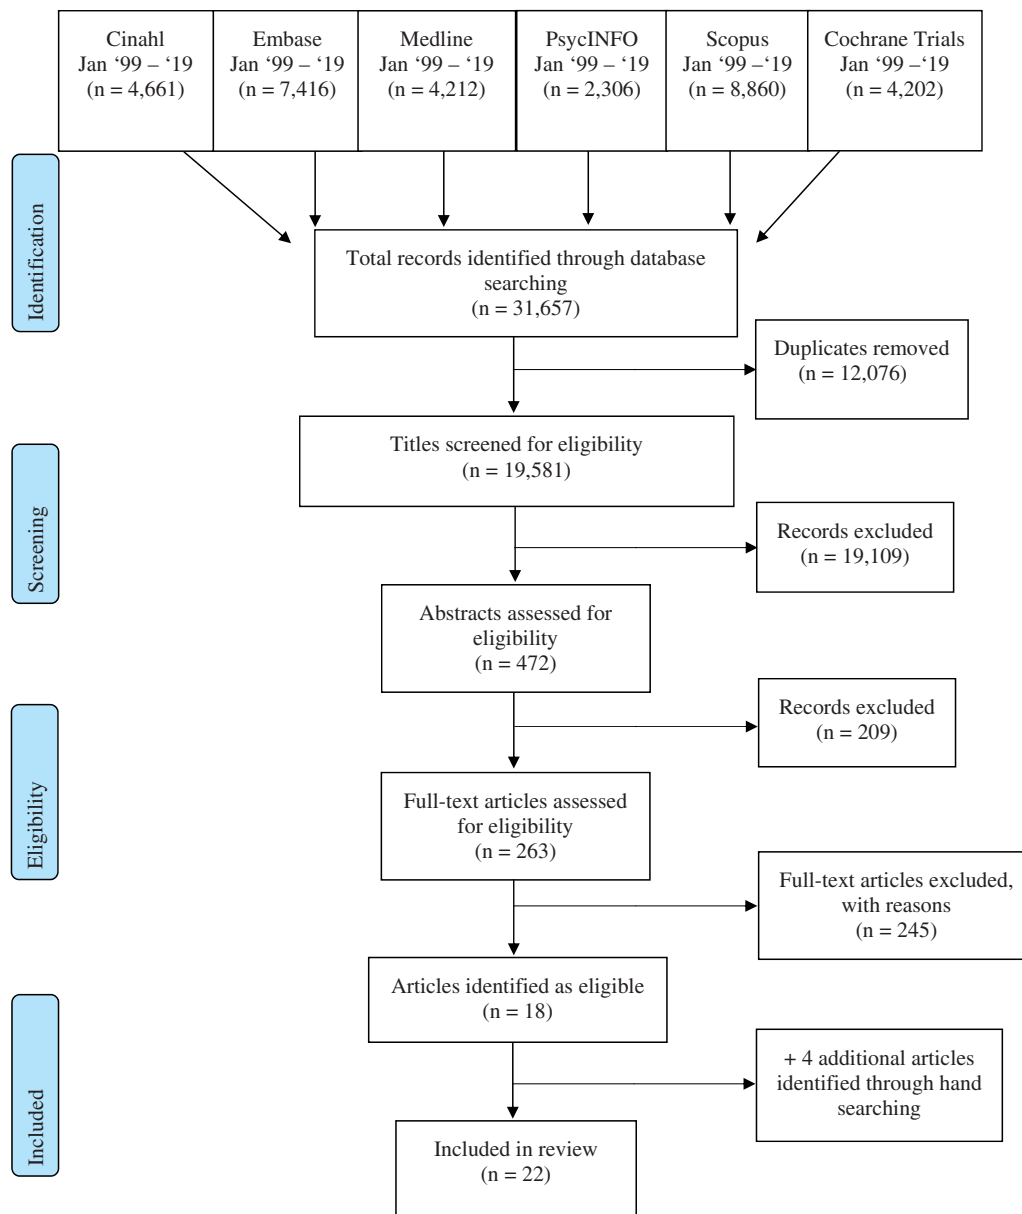 Cinahl
Jan ‘99 – ‘19
(n = 4,661)
Embase
Jan ‘99 – ‘19
(n = 7,416)
Medline
Jan ‘99 – ‘19
(n = 4,212)
PsycINFO
Jan ‘99 – ‘19
(n = 2,306)
Scopus
Jan ‘99 –‘19
(n = 8,860)
Cochrane Trials
Jan ‘99 –‘19
(n = 4,202)
Identification
Total records identified through database
searching
(n = 31,657)
Duplicates removed
(n = 12,076)
Screening
Titles screened for eligibility
(n = 19,581)
Records excluded
(n = 19,109)
Abstracts assessed for
eligibility
(n = 472)
Records excluded
(n = 209)
Eligibility
Full-text articles assessed
for eligibility
(n = 263)
Full-text articles excluded,
with reasons
(n = 245)
Articles identified as eligible
(n = 18)
Included
+ 4 additional articles
identified through hand
searching
Included in review
(n = 22)